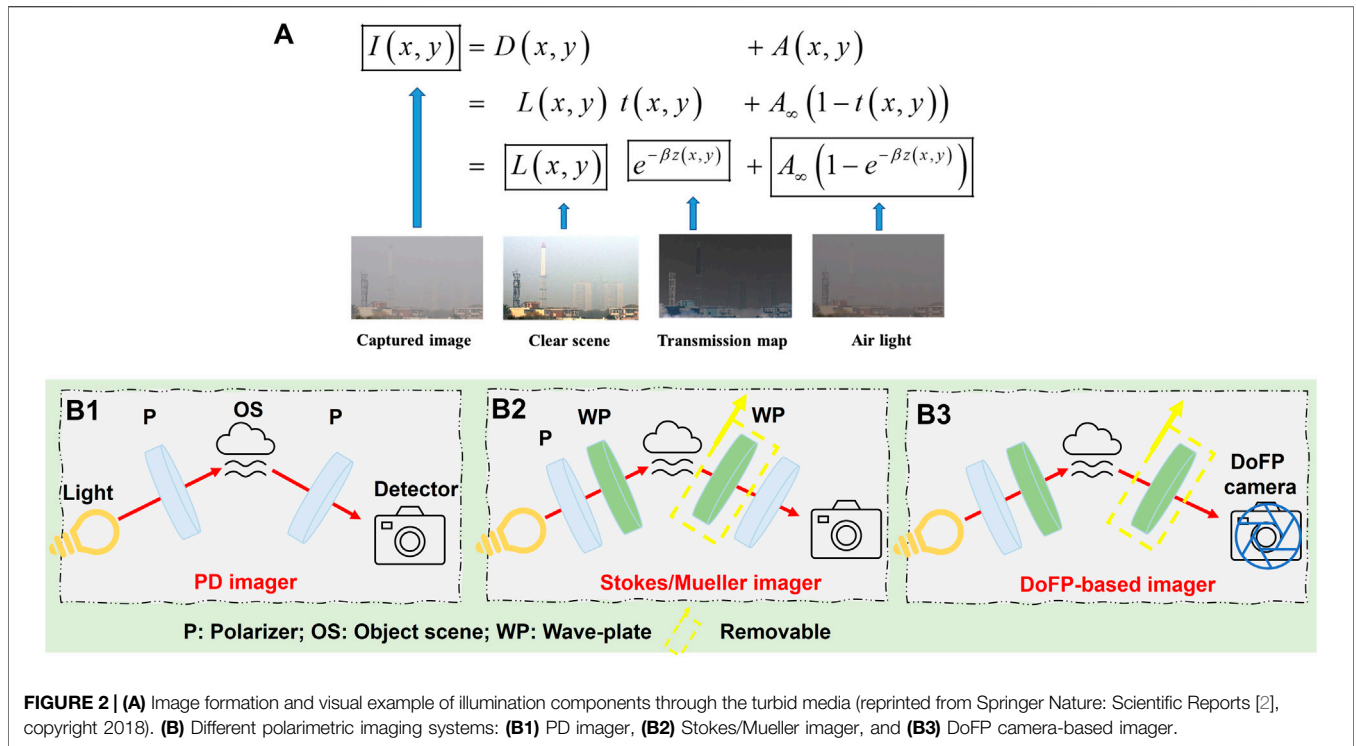 A
I(x, y) = D(x, y) + A(x, y)
= L(x, y) t(x, y) + A∞(1 − t(x, y))
= L(x, y) e^{−βz(x, y)} + A∞(1 − e^{−βz(x, y)})
Captured image Clear scene Transmission map Air light
B1 P OS P
Light Detector
PD imager
B2 P WP WP
Stokes/Mueller imager
B3
DoFP
camera
DoFP-based imager
P: Polarizer; OS: Object scene; WP: Wave-plate Removable
FIGURE 2 | (A) Image formation and visual example of illumination components through the turbid media (reprinted from Springer Nature: Scientific Reports [2],
copyright 2018). (B) Different polarimetric imaging systems: (B1) PD imager, (B2) Stokes/Mueller imager, and (B3) DoFP camera-based imager.